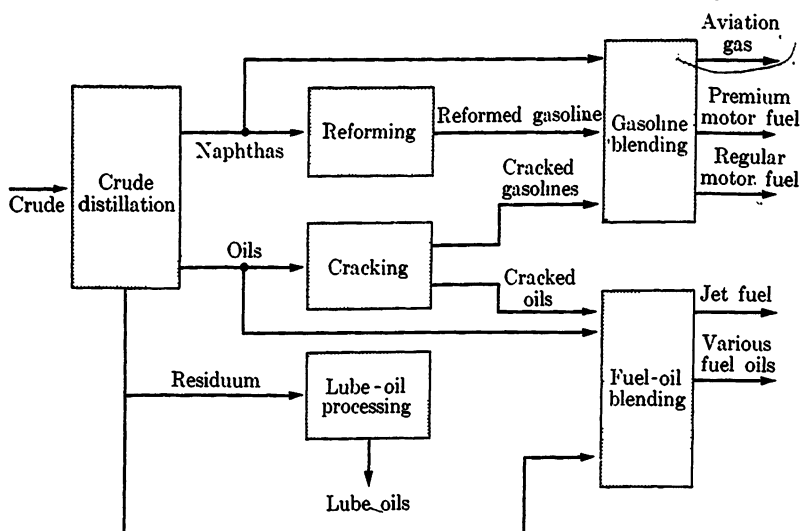 Aviation
gas
Premium
motor fuel
Regular
motor fuel
Gasoline
blending
Reforming
Reformed gasoline
Naphthas
Crude
Crude
distillation
Cracked
gasolines
Oils
Cracking
Cracked
oils
Jet fuel
Various
fuel oils
Fuel-oil
blending
Residuum
Lube-oil
processing
Lube oils